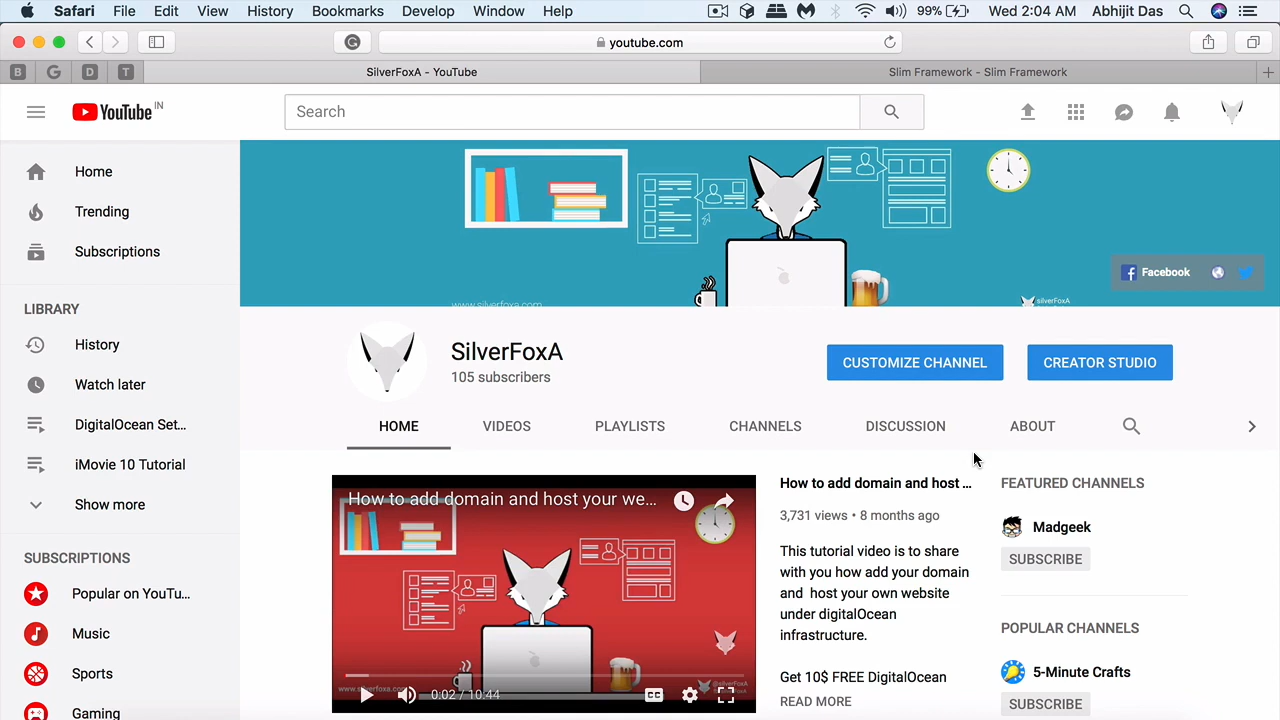 Safari File Edit View History Bookmarks Develop Window Help 99% Wed 2:04 AM Abhijit Das
youtube.com
B G D T SilverFoxA - YouTube Slim Framework - Slim Framework
YouTube IN Search
Home
Trending
Subscriptions
LIBRARY
History
Watch later
DigitalOcean Set...
iMovie 10 Tutorial
Show more
SUBSCRIPTIONS
Popular on YouTu...
Music
Sports
Gaming
Facebook
www.silverfoxa.com
silverFoxA
SilverFoxA
105 subscribers
CUSTOMIZE CHANNEL CREATOR STUDIO
HOME VIDEOS PLAYLISTS CHANNELS DISCUSSION ABOUT
How to add domain and host your we...
0:02 / 10:44
CC
@silverfoxA
How to add domain and host ...
3,731 views • 8 months ago
This tutorial video is to share
with you how add your domain
and host your own website
under digitalOcean
infrastructure.
Get 10$ FREE DigitalOcean
READ MORE
FEATURED CHANNELS
Madgeek
SUBSCRIBE
POPULAR CHANNELS
5-Minute Crafts
SUBSCRIBE